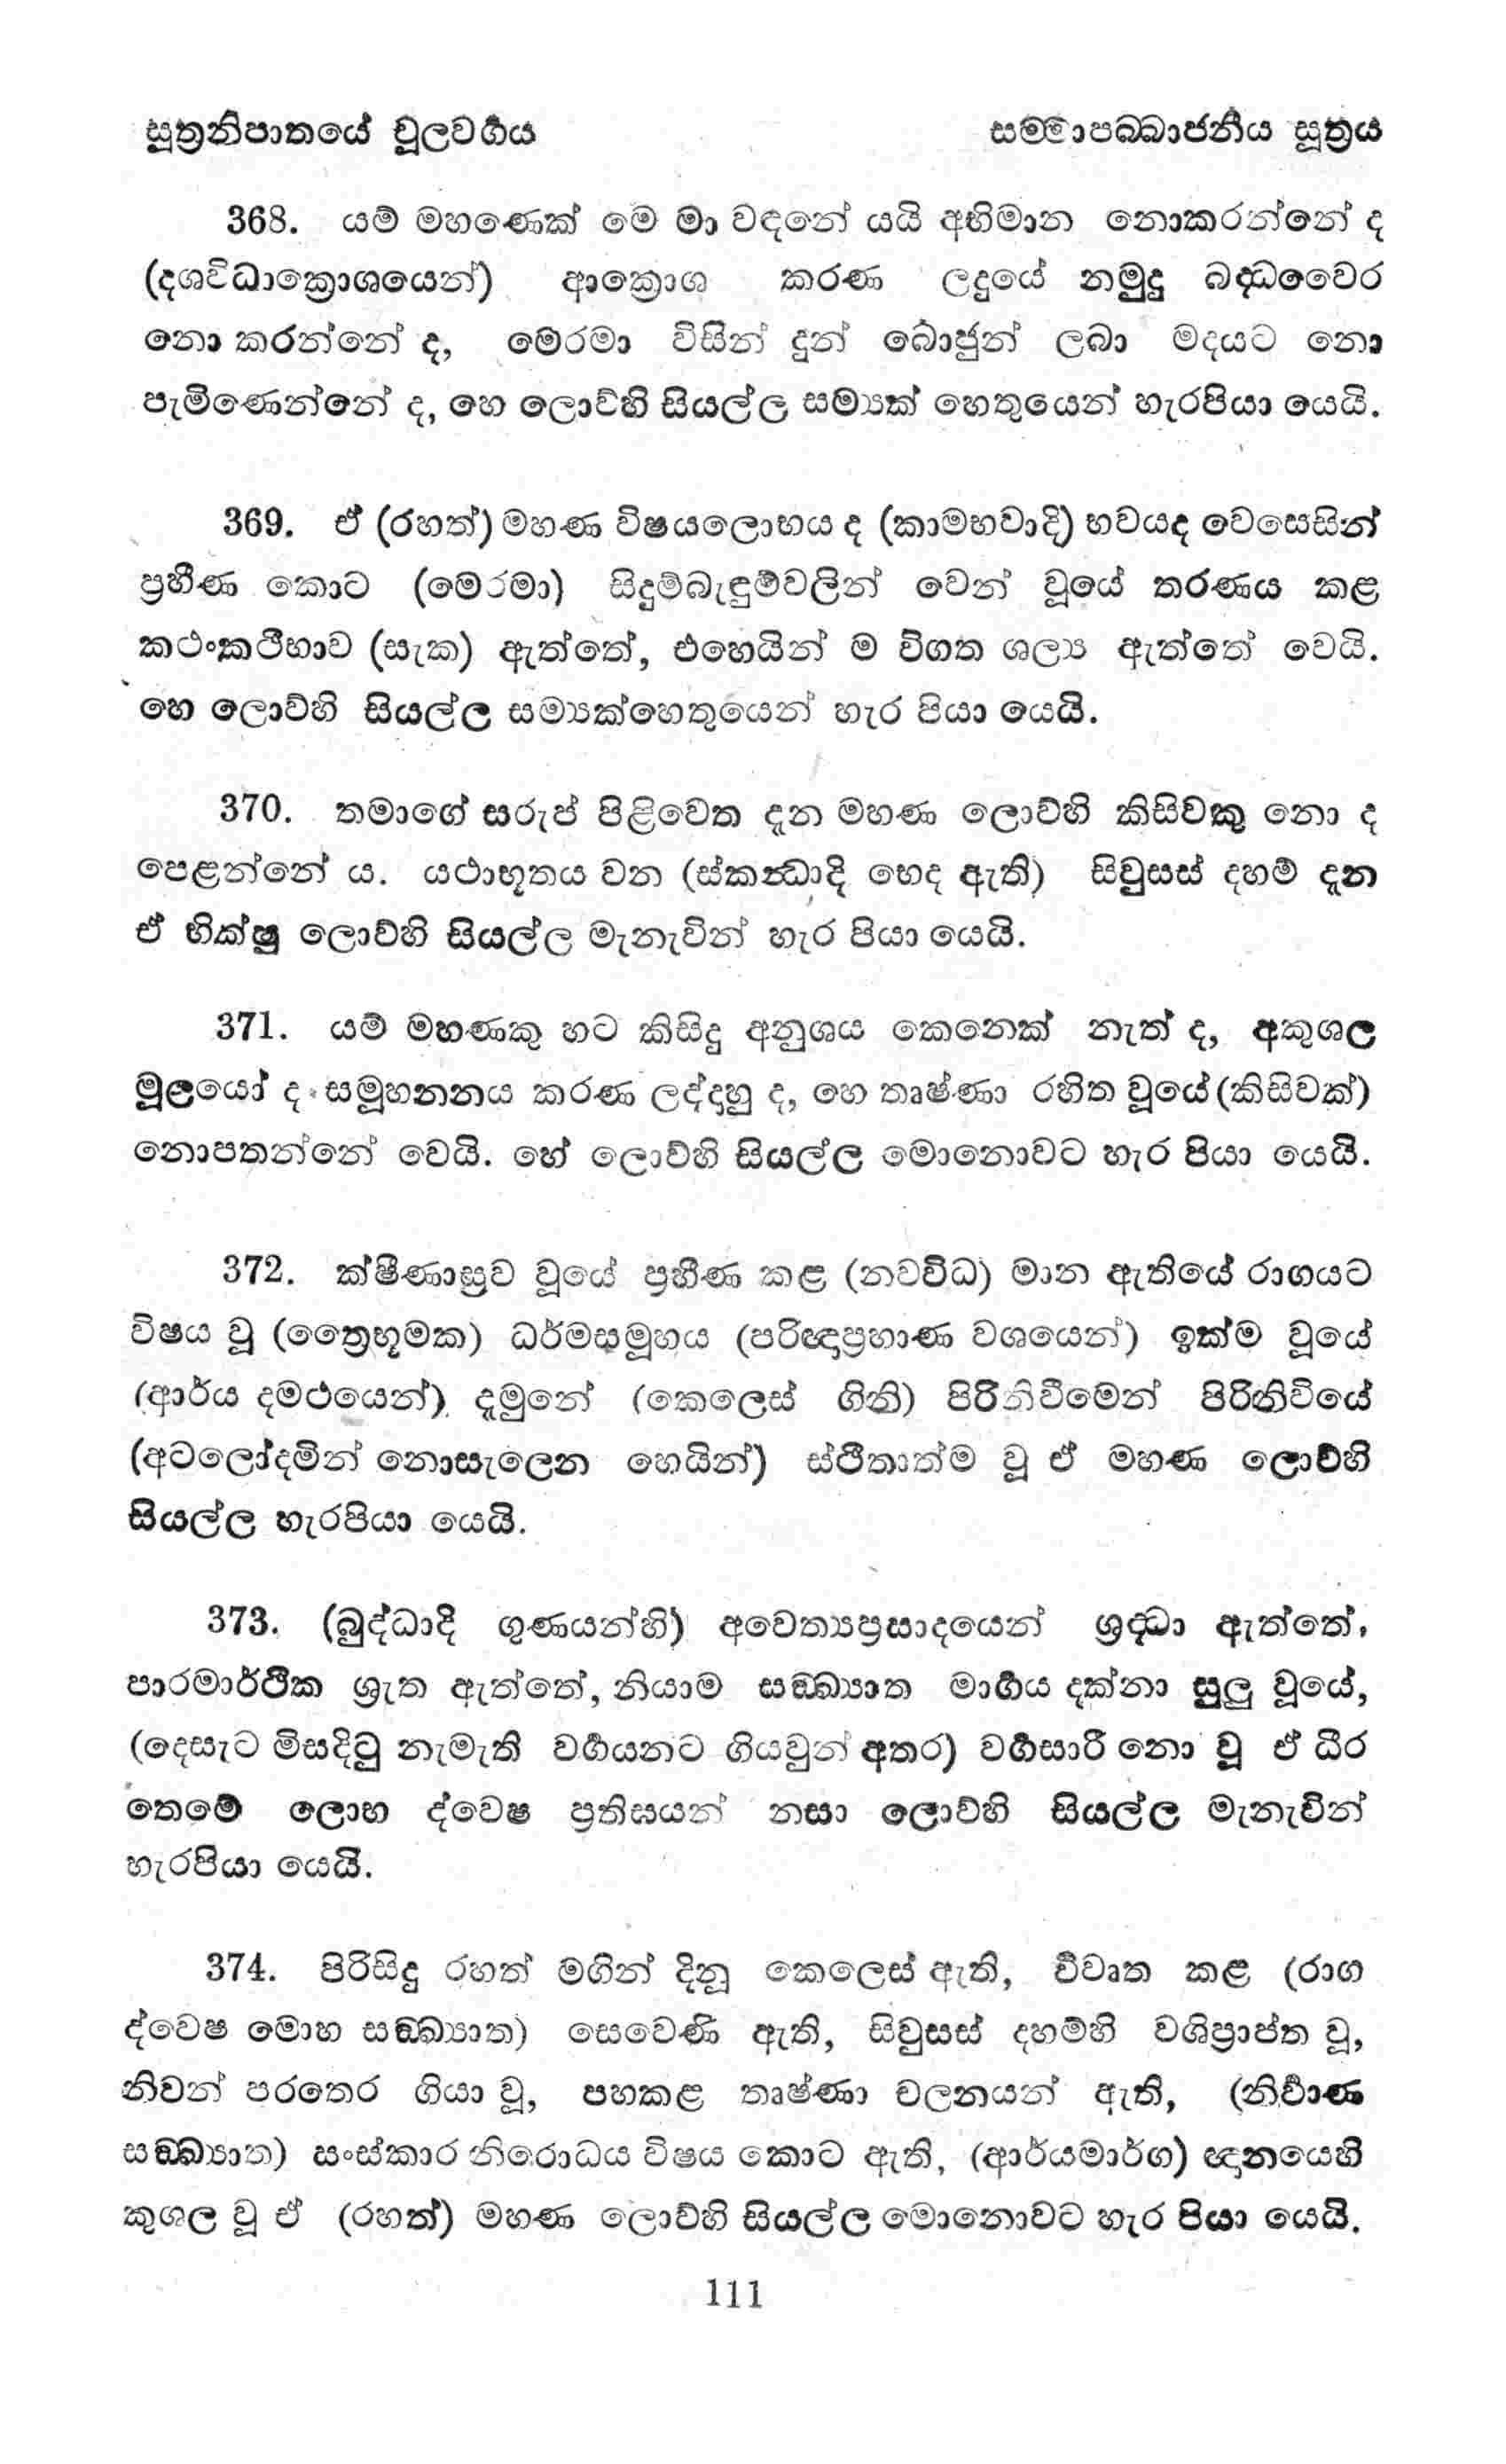 සූත්‍රනිපාතයේ චූලවර්‍ගය සම්මාපබ්බාජනීය සූත්‍රය
368. යම් මහණෙක් මෙ මා වඳනේ යයි අභිමාන නොකරන්නේ ද
(දශවිධාක්‍රොශයෙන්) ආක්‍රොශ කරණ ලදුයේ නමුදු බද්‍ධවෛර
නො කරන්නේ ද, මෙරමා විසින් දුන් බොජුන් ලබා මදයට නො
පැමිණෙන්නේ ද, හෙ ලොව්හි සියල්ල සම්‍යක් හෙතුයෙන් හැරපියා යෙයි.
369. ඒ (රහත්) මහණ විෂයලොභය ද (කාමභවාදි) භවයද වෙසෙසින්
ප්‍රහීණ කොට (මෙරමා) සිඳුම්බැඳුම්වලින් වෙන් වූයේ තරණය කළ
කථංකථීභාව (සැක) ඇත්තේ, එහෙයින් ම විගත ශල්‍ය ඇත්තේ වෙයි.
හෙ ලොව්හි සියල්ල සම්‍යක්හෙතුයෙන් හැර පියා යෙයි.
370. තමාගේ සරුප් පිළිවෙත දැන මහණ ලොව්හි කිසිවකු නො ද
පෙළන්නේ ය. යථාභූතය වන (ස්කන්‍ධාදි භෙද ඇති) සිවුසස් දහම් දැන
ඒ භික්ෂු ලොව්හි සියල්ල මැනැවින් හැර පියා යෙයි.
371. යම් මහණකු හට කිසිදු අනුශය කෙනෙක් නැත් ද, අකුශල
මූලයෝ ද සමූහනනය කරණ ලද්දහු ද, හෙ තෘෂ්ණා රහිත වූයේ (කිසිවක්)
නොපතන්නේ වෙයි. හේ ලොව්හි සියල්ල මොනොවට හැර පියා යෙයි.
372. ක්ෂීණාස්‍රව වූයේ ප්‍රහීණ කළ (නවවිධ) මාන ඇතියේ රාගයට
විෂය වූ (ත්‍රෛභූමක) ධර්මසමූහය (පරිඥාප්‍රහාණ වශයෙන්) ඉක්ම වූයේ
(ආර්ය දමථයෙන්) දැමුනේ (කෙලෙස් ගිනි) පිරිනිවීමෙන් පිරිනිවියේ
(අටලෝදමින් නොසැලෙන හෙයින්) ස්ථිතාත්ම වූ ඒ මහණ ලොව්හි
සියල්ල හැරපියා යෙයි.
373. (බුද්ධාදි ගුණයන්හි) අවෙත්‍යප්‍රසාදයෙන් ශ්‍රද්‍ධා ඇත්තේ,
පාරමාර්ථික ශ්‍රුත ඇත්තේ, නියාම සඞ්ඛ්‍යාත මාර්‍ගය දක්නා සුලු වූයේ,
(දෙසැට මිසදිටු නැමැති වර්‍ගයනට ගියවුන් අතර) වර්‍ගසාරී නො වූ ඒ ධීර
තෙමේ ලොභ ද්වෙෂ ප්‍රතිඝයන් නසා ලොව්හි සියල්ල මැනැවින්
හැරපියා යෙයි.
374. පිරිසිදු රහත් මගින් දිනූ කෙලෙස් ඇති, විවෘත කළ (රාග
ද්වෙෂ මොහ සඞ්ඛ්‍යාත) සෙවෙණි ඇති, සිවුසස් දහම්හි වශිප්‍රාප්ත වූ,
නිවන් පරතෙර ගියා වූ, පහකළ තෘෂ්ණා චලනයන් ඇති, (නිර්‍වාණ
සඞ්ඛ්‍යාත) සංස්කාර නිරොධය විෂය කොට ඇති, (ආර්යමාර්ග) ඥානයෙහි
කුශල වූ ඒ (රහත්) මහණ ලොව්හි සියල්ල මොනොවට හැර පියා යෙයි.
111